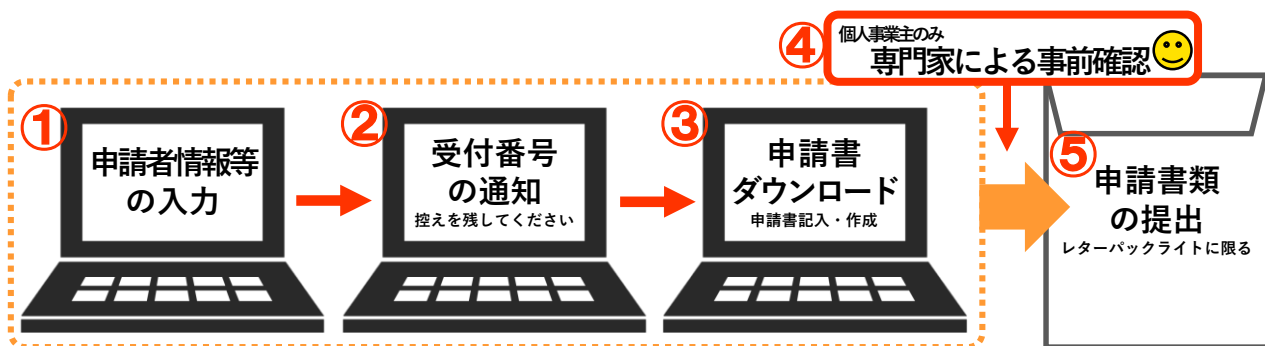 ①
申請者情報等
の入力
②
受付番号
の通知
控えを残してください
③
申請書
ダウンロード
申請書記入・作成
④
個人事業主のみ
専門家による事前確認
⑤
申請書類
の提出
レターパックライトに限る